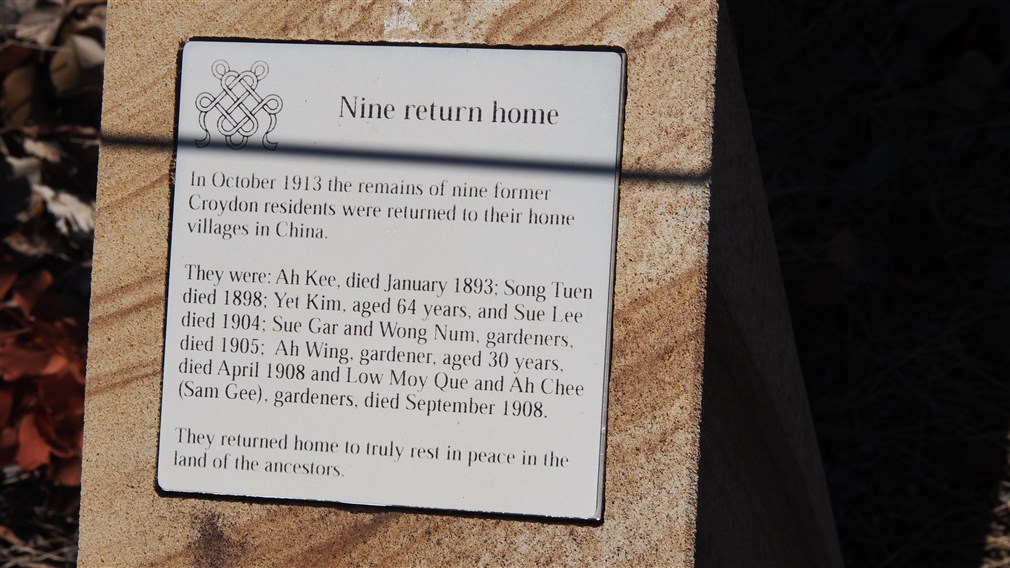 Nine return home
In October 1913 the remains of nine former
Croydon residents were returned to their home
villages in China.
They were: Ah Kee, died January 1893; Song Tuen
died 1898; Yet Kim, aged 64 years, and Sue Lee
died 1904; Sue Gar and Wong Num, gardeners,
died 1905; Ah Wing, gardener, aged 30 years,
died April 1908 and Low Moy Que and Ah Chee
(Sam Gee), gardeners, died September 1908.
They returned home to truly rest in peace in the
land of the ancestors.